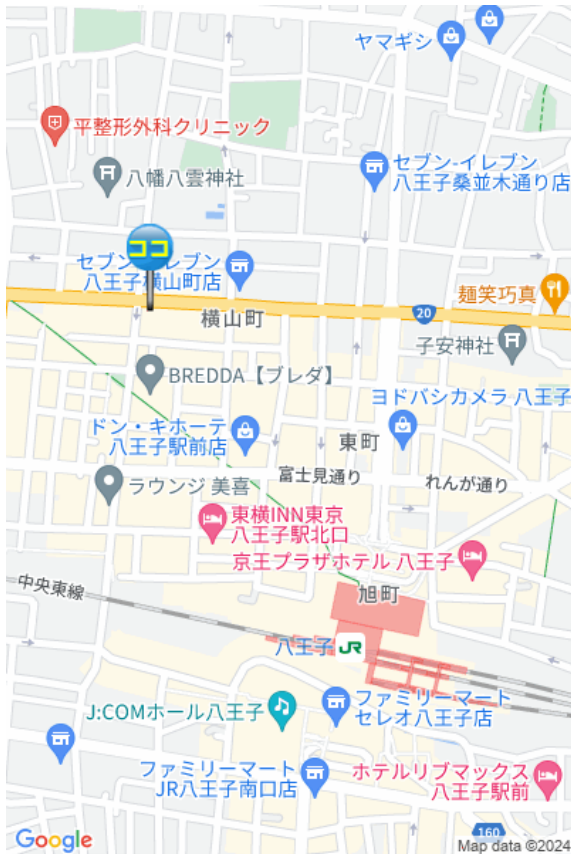 ヤマギシ
平整形外科クリニック
セブン-イレブン
八王子桑並木通り店
八幡八雲神社
ココ
セブン-イレブン
八王子横山町店
麺笑巧真
横山町
20
子安神社
BREDDA【ブレダ】
ヨドバシカメラ 八王子
ドン・キホーテ
八王子駅前店
東町
富士見通り
れんが通り
ラウンジ 美喜
東横INN東京
八王子駅北口
京王プラザホテル 八王子
旭町
中央東線
八王子
JR
J:COMホール八王子
ファミリーマート
セレオ八王子店
ファミリーマート
JR八王子南口店
ホテルリブマックス
八王子駅前
160
Google
Map data ©2024